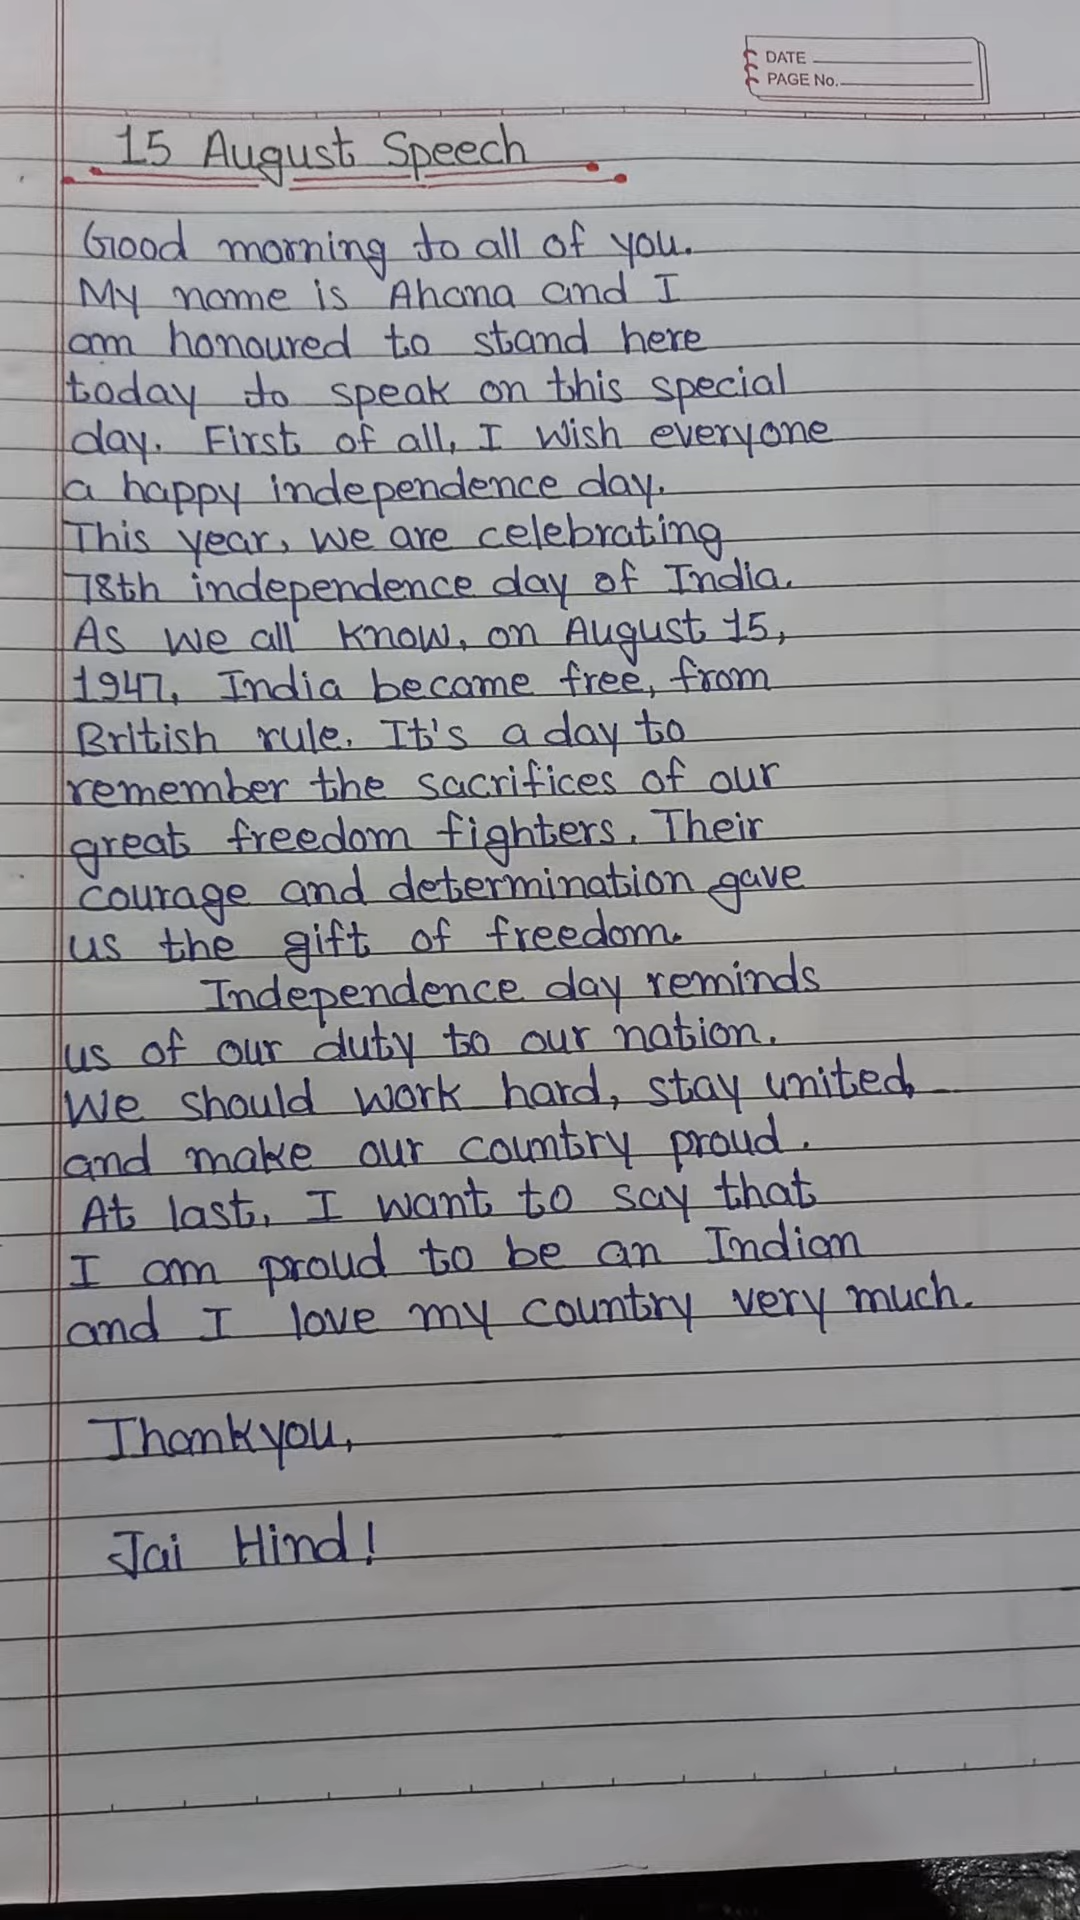 DATE
PAGE No.
15 August Speech
Good morning to all of you.
My name is Ahana and I
am honoured to stand here
today to speak on this special
day. First of all, I wish everyone
a happy independence day.
This year, we are celebrating
78th independence day of India.
As we all know, on August 15,
1947, India became free, from
British rule. It's a day to
remember the sacrifices of our
great freedom fighters. Their
courage and determination gave
us the gift of freedom.
Independence day reminds
us of our duty to our nation.
We should work hard, stay united,
and make our country proud.
At last, I want to say that
I am proud to be an Indian
and I love my country very much.
Thankyou,
Jai Hind!